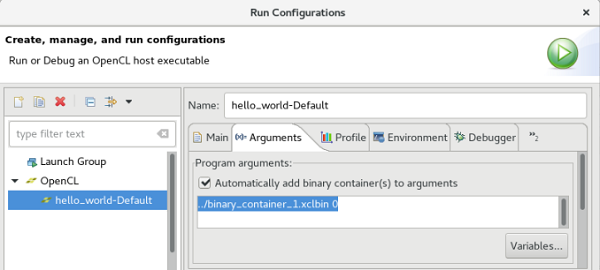 Run Configurations
Create, manage, and run configurations
Run or Debug an OpenCL host executable
Name: hello_world-Default
type filter text
Main Arguments Profile Environment Debugger »2
Launch Group
Program arguments:
OpenCL
Automatically add binary container(s) to arguments
hello_world-Default
../binary_container_1.xclbin 0
Variables...